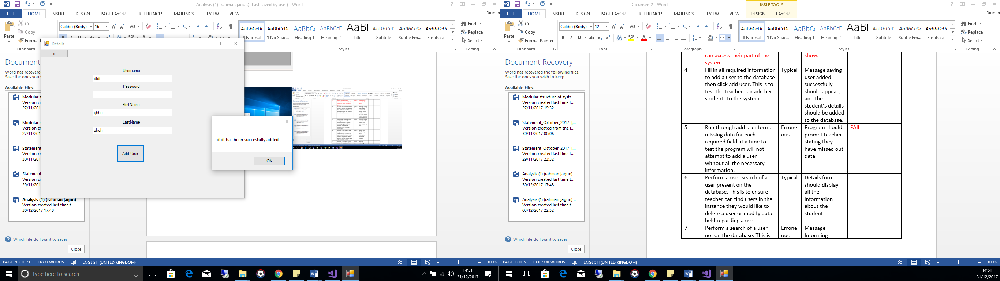 Analysis (1) (rahman jagun) (Last saved by user) - Word
FILE HOME INSERT DESIGN PAGE LAYOUT REFERENCES MAILINGS REVIEW VIEW
Sign in
Cut
Copy
Format P
Paste
Clipboard
Calibri (Body) 16
AaBbCcDc AaBbCcDc AaBbCc AaBbCcD AaBl AaBbCcD AaBbCcDt AaBbCcDt
¶ Normal ¶ No Spac... Heading 1 Heading 2 Title Subtitle Subtle Em... Emphasis
Styles
Find
Replace
Select
Editing
Document
Word has recovere
Save the ones you w
Available Files
Modular s
Version cr
27/11/201
Modular s
Version cr
27/11/201
Statement
Version cr
30/11/201
Statement
Version cr
29/11/201
Analysis (1) (rahman jagun)
Version created last time t...
30/12/2017 17:48
Which file do I want to save?
Close
Details
<
Username
dfdf
Password
FirstName
ghhg
LastName
ghgh
Add User
dfdf has been succesfully added
OK
PAGE 70 OF 71 11899 WORDS ENGLISH (UNITED KINGDOM)
100%
Type here to search
14:51
31/12/2017
Document2 - Word
TABLE TOOLS
FILE HOME INSERT DESIGN PAGE LAYOUT REFERENCES MAILINGS REVIEW VIEW DESIGN LAYOUT
Sign in
Cut
Copy
Format Painter
Paste
Clipboard
Calibri (Body) 12
B I U abc x₂ x²
Font
Paragraph
AaBbCcDc AaBbCcDc AaBbCc AaBbCcD AaBl AaBbCcD AaBbCcDt AaBbCcDt
¶ Normal ¶ No Spac... Heading 1 Heading 2 Title Subtitle Subtle Em... Emphasis
Styles
Find
Replace
Select
Editing
Document Recovery
Word has recovered the following files.
Save the ones you wish to keep.
Available Files
Modular structure of syste...
Version created last time t...
27/11/2017 19:32
Statement_October_2017 [...
Version created from the l...
30/11/2017 00:06
Statement_October_2017 [...
Version created last time t...
29/11/2017 23:32
Analysis (1) (rahman jagun) ..
Version created last time t...
30/12/2017 17:48
Analysis (1) (rahman jagun) ..
Version created last time t...
03/12/2017 22:52
Which file do I want to save?
Close
can access their part of the
system
show.
4
Fill in all required information
to add a user to the database
then click add user. This is to
test the teacher can add her
students to the system.
Typical
Message saying
user added
successfully
should appear,
and the
student's details
should be added
to the database.
5
Run through add user form,
missing data for each
required field at a time to
test the program will not
attempt to add a user
without all the necessary
information.
Errone
ous
Program should
prompt teacher
stating they
have missed out
data.
FAIL
6
Perform a user search of a
user present on the
database. This is to ensure
teacher can find users in the
instance they would like to
delete a user or modify data
held regarding a user
Typical
Details form
should display
all the
information
about the
student
7
Perform a search of a user
not on the database. This is
Errone
ous
Message
Informing
PAGE 1 OF 5 1 OF 990 WORDS ENGLISH (UNITED KINGDOM)
100%
14:51
31/12/2017